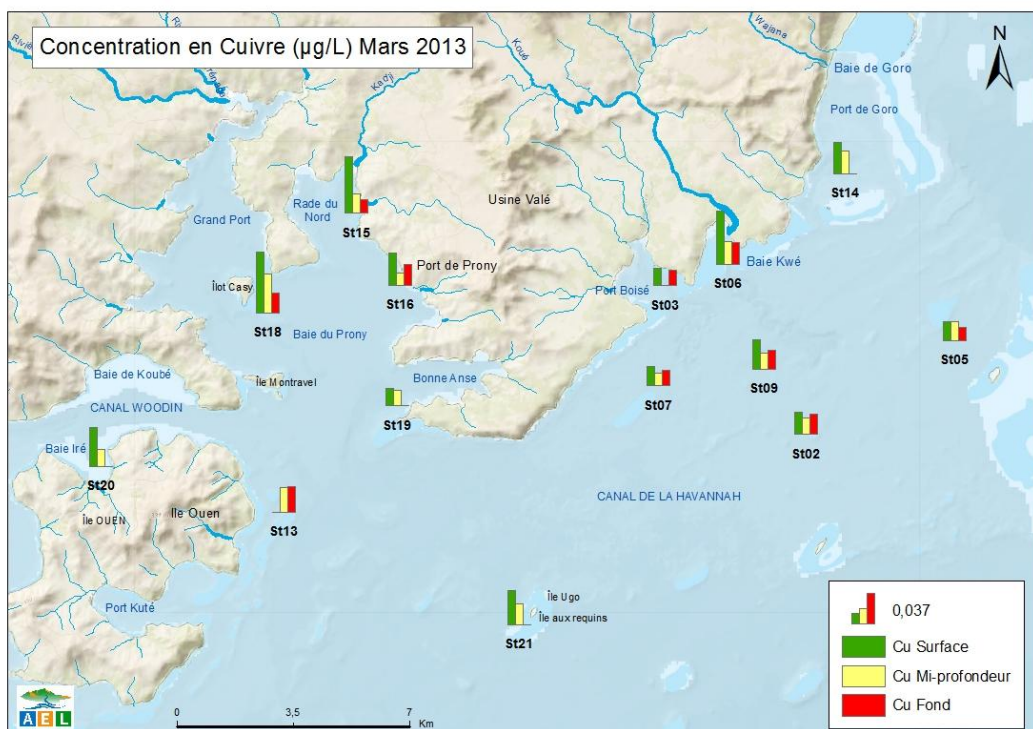 Concentration en Cuivre (µg/L) Mars 2013
N
Kadji
Koué
Wajana
Baie de Goro
Port de Goro
St14
Usine Valé
Rade du
Nord
Grand Port
St15
Port de Prony
St16
Îlot Casy
St18
Baie du Prony
Port Boisé
St03
St06
Baie Kwé
St05
St09
St07
St02
Baie de Koubé
Île Montravel
Bonne Anse
St19
CANAL WOODIN
Baie Iré
St20
Île OUEN
Ile Ouen
St13
CANAL DE LA HAVANNAH
Port Kuté
Île Ugo
Île aux requins
St21
0,037
Cu Surface
Cu Mi-profondeur
Cu Fond
AEL
0 3,5 7
Km